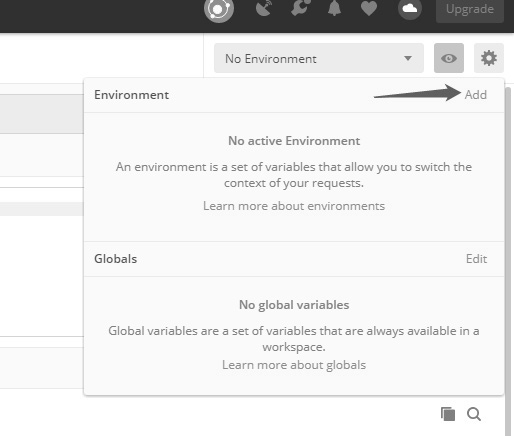 Upgrade
No Environment
Environment
Add
No active Environment
An environment is a set of variables that allow you to switch the
context of your requests.
Learn more about environments
Globals
Edit
No global variables
Global variables are a set of variables that are always available in a
workspace.
Learn more about globals